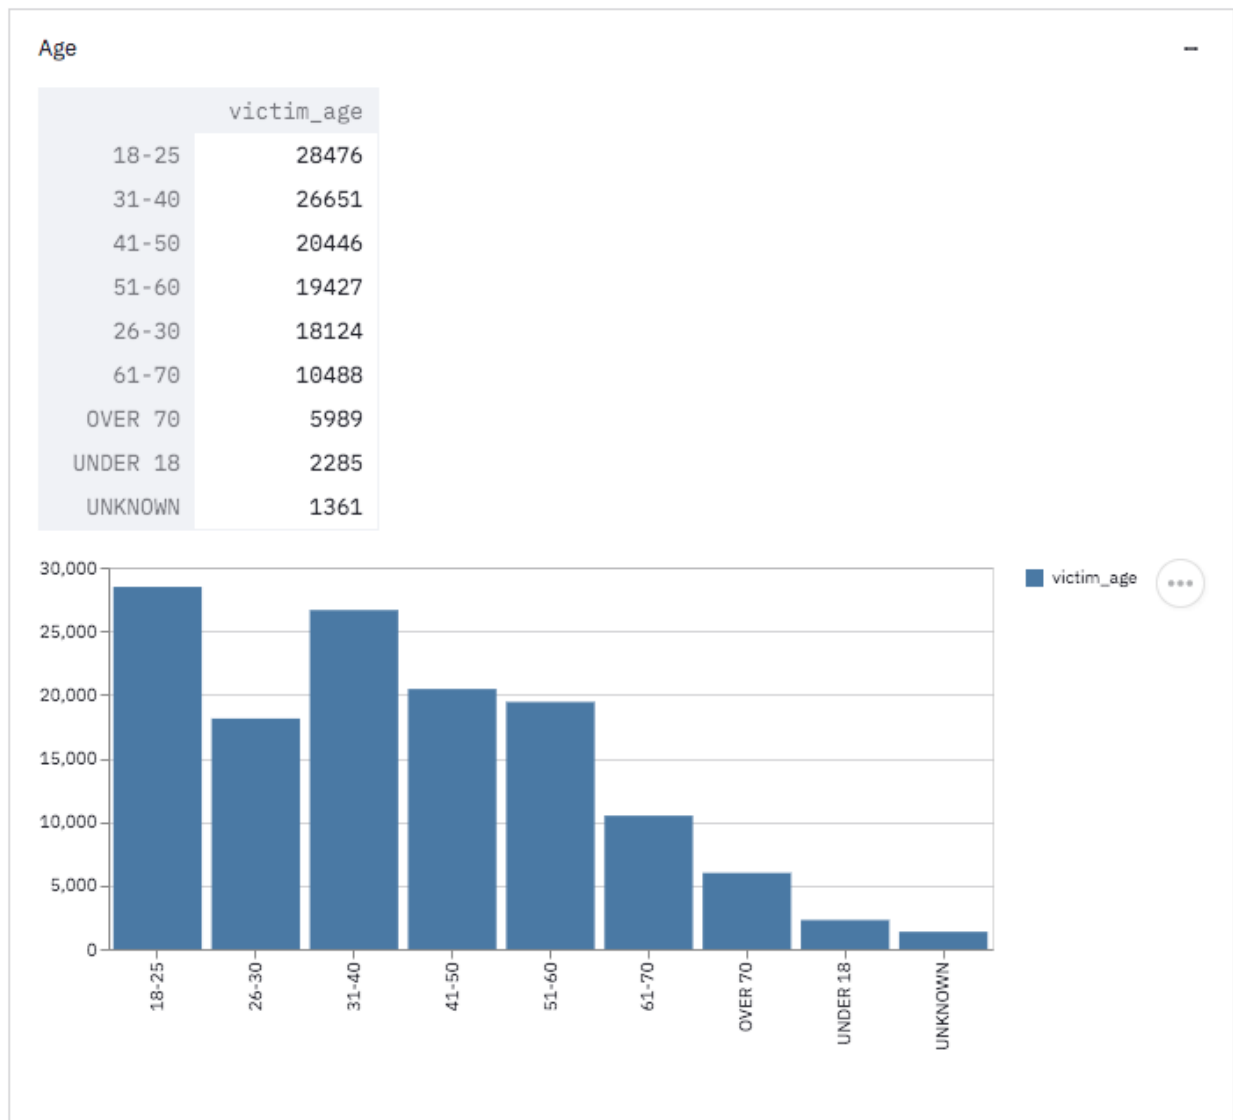 Age
victim_age
18-25 28476
31-40 26651
41-50 20446
51-60 19427
26-30 18124
61-70 10488
OVER 70 5989
UNDER 18 2285
UNKNOWN 1361
30,000
25,000
20,000
15,000
10,000
5,000
0
victim_age
18-25 26-30 31-40 41-50 51-60 61-70 OVER 70 UNDER 18 UNKNOWN